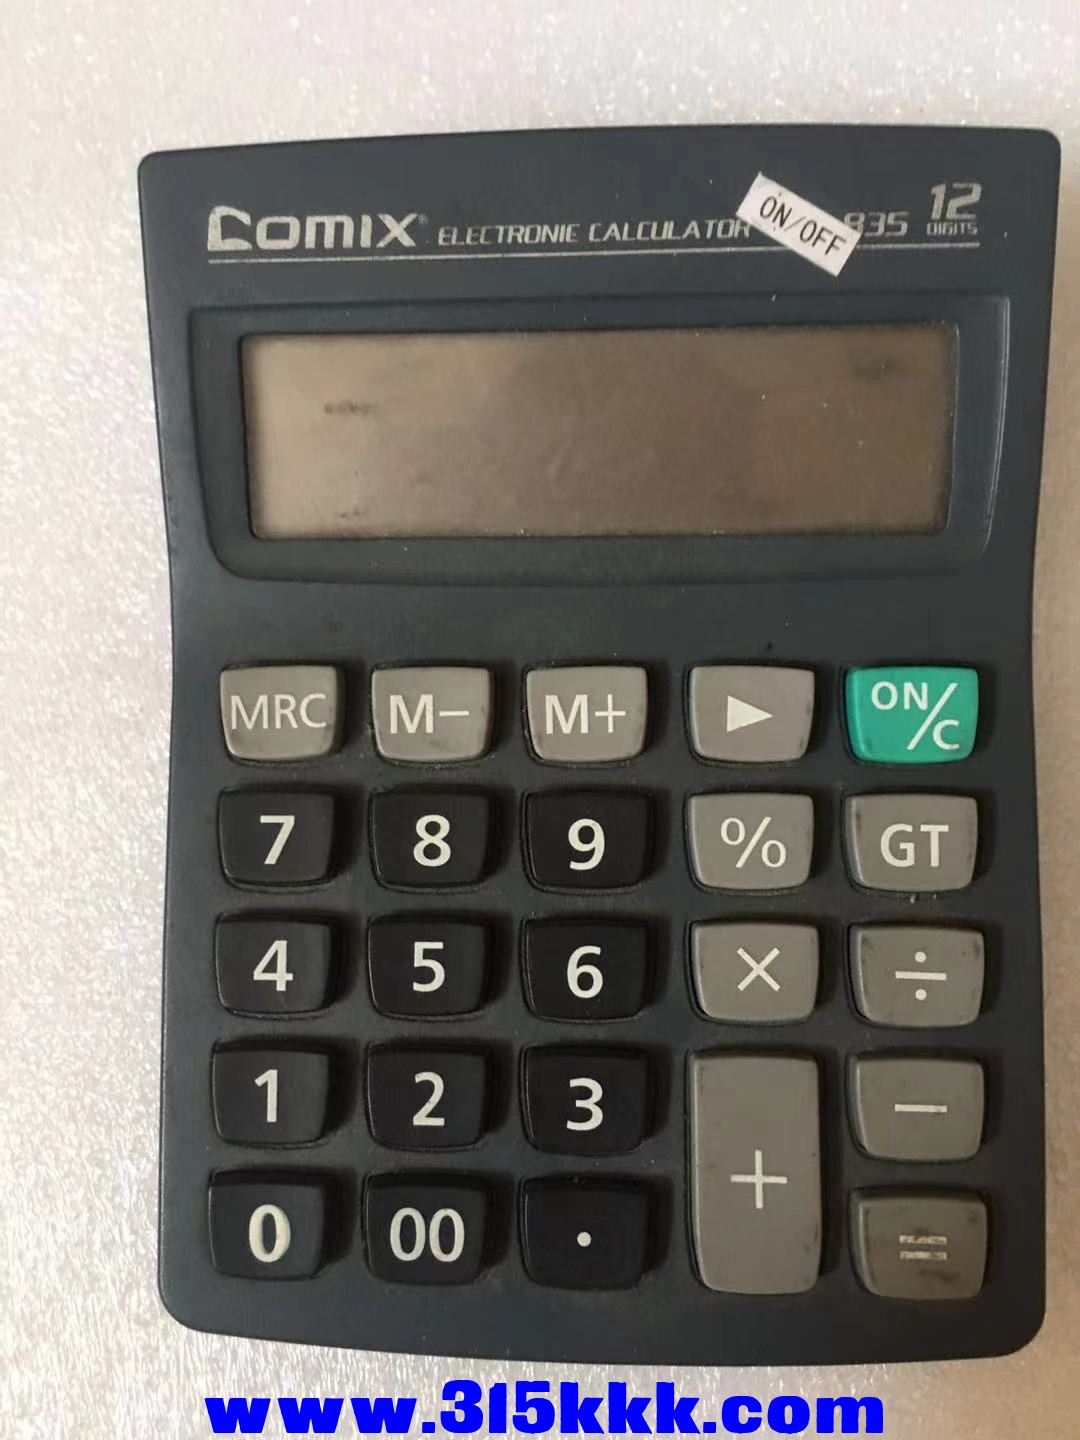 comix® ELECTRONIC CALCULATOR 835 12 DIGITS
ON/OFF
MRC M− M+ ▶ ON/C
7 8 9 % GT
4 5 6 × ÷
1 2 3 −
+
0 00 . =
www.315kkk.com